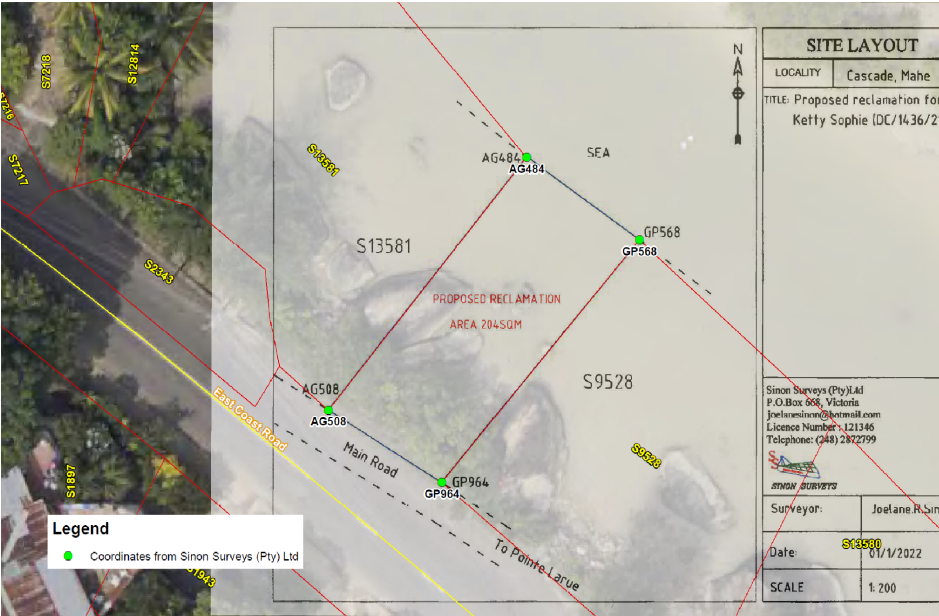 S7218
S12814
S7216
S7217
S2343
S13581
SITE LAYOUT
LOCALITY
Cascade, Mahe
TITLE: Proposed reclamation for
Ketty Sophie (DC/1436/2
N
AG484
AG484
SEA
GP568
GP568
S13581
PROPOSED RECLAMATION
AREA 204SQM
S9528
AG508
AG508
East Coast Road
Main Road
GP964
GP964
S9528
To Pointe Larue
S1897
Sinon Surveys (Pty)Ltd
P.O.Box 668, Victoria
joelanesinon@hotmail.com
Licence Number: 121346
Telephone: (248) 2872799
SINON SURVEYS
Surveyor:
Joelane.R.Sin
S13580
Date:
01/1/2022
SCALE
1: 200
Legend
Coordinates from Sinon Surveys (Pty) Ltd
S1943